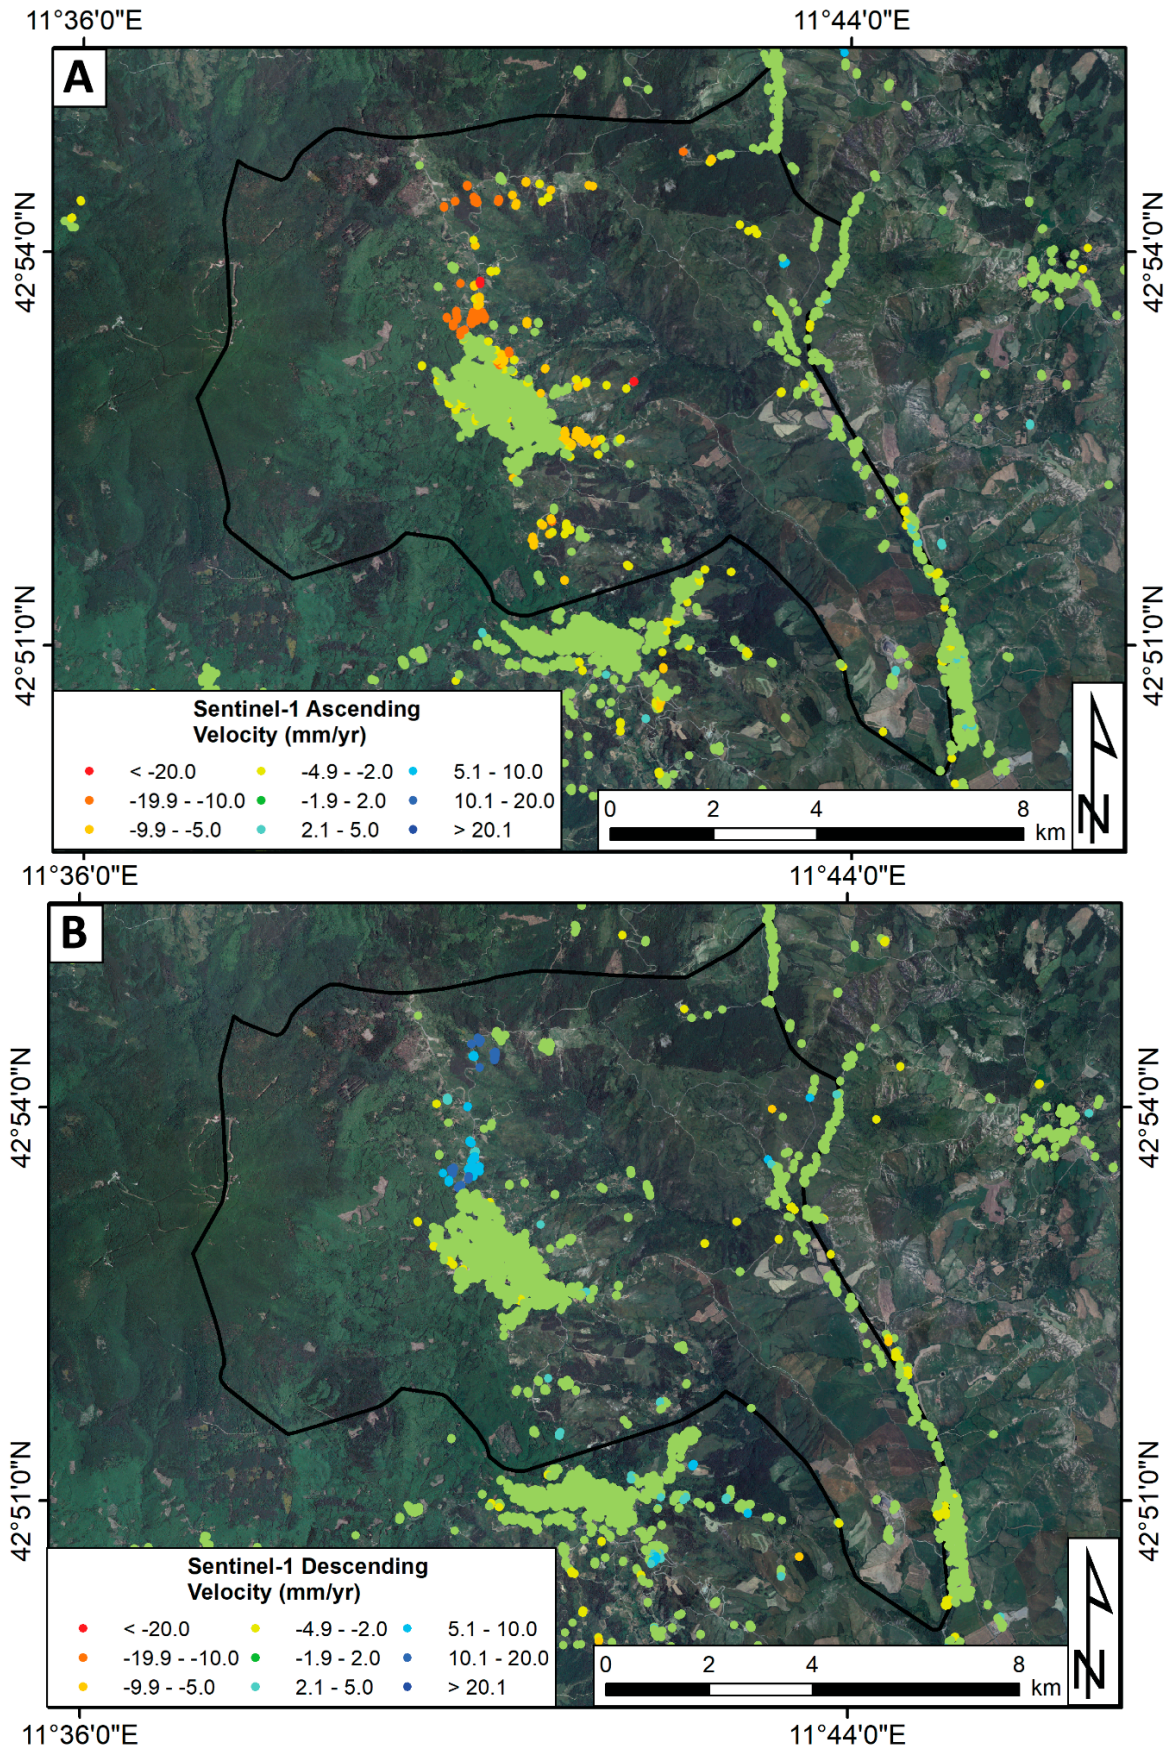 11°36'0"E 11°44'0"E
A
42°54'0"N 42°54'0"N
42°51'0"N 42°51'0"N
Sentinel-1 Ascending
Velocity (mm/yr)
< -20.0 -4.9 - -2.0 5.1 - 10.0
-19.9 - -10.0 -1.9 - 2.0 10.1 - 20.0
-9.9 - -5.0 2.1 - 5.0 > 20.1
0 2 4 8
km
N
11°36'0"E 11°44'0"E
B
42°54'0"N 42°54'0"N
42°51'0"N 42°51'0"N
Sentinel-1 Descending
Velocity (mm/yr)
< -20.0 -4.9 - -2.0 5.1 - 10.0
-19.9 - -10.0 -1.9 - 2.0 10.1 - 20.0
-9.9 - -5.0 2.1 - 5.0 > 20.1
0 2 4 8
km
N
11°36'0"E 11°44'0"E